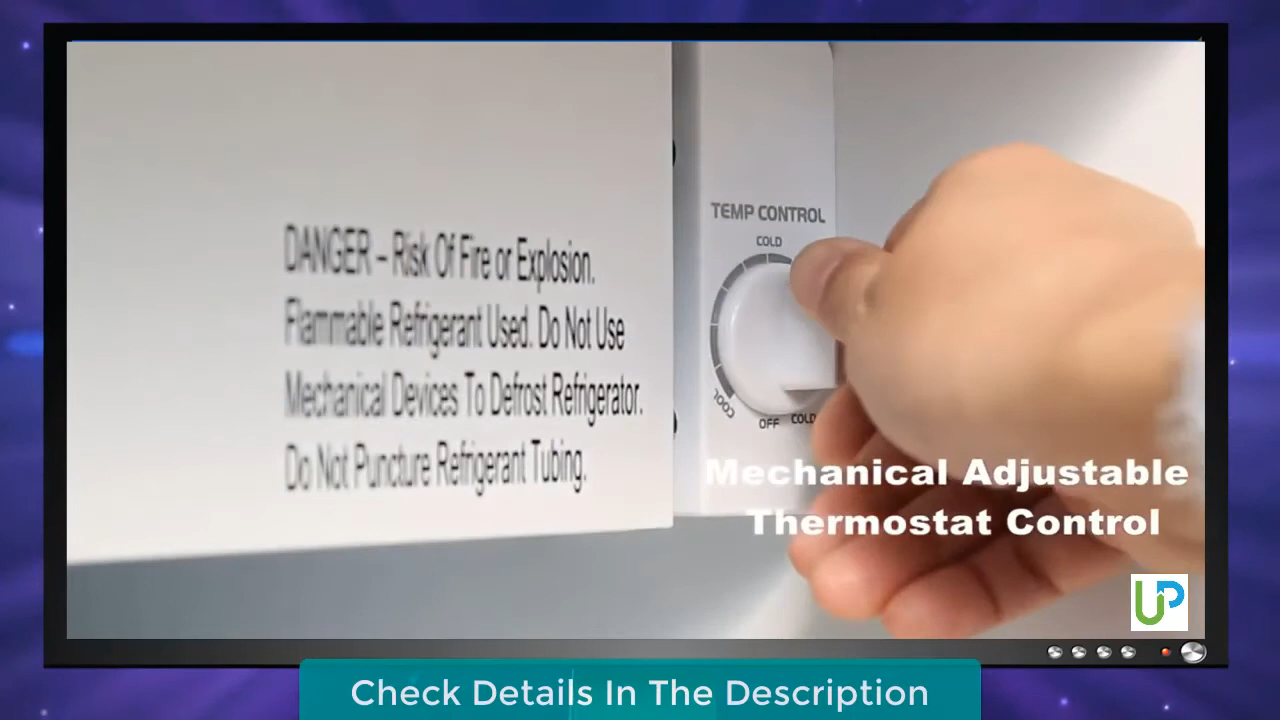 TEMP CONTROL
COLD
DANGER – Risk Of Fire or Explosion.
Flammable Refrigerant Used. Do Not Use
Mechanical Devices To Defrost Refrigerator.
Do Not Puncture Refrigerant Tubing.
COOL
OFF
COLD
Mechanical Adjustable
Thermostat Control
UP
Check Details In The Description